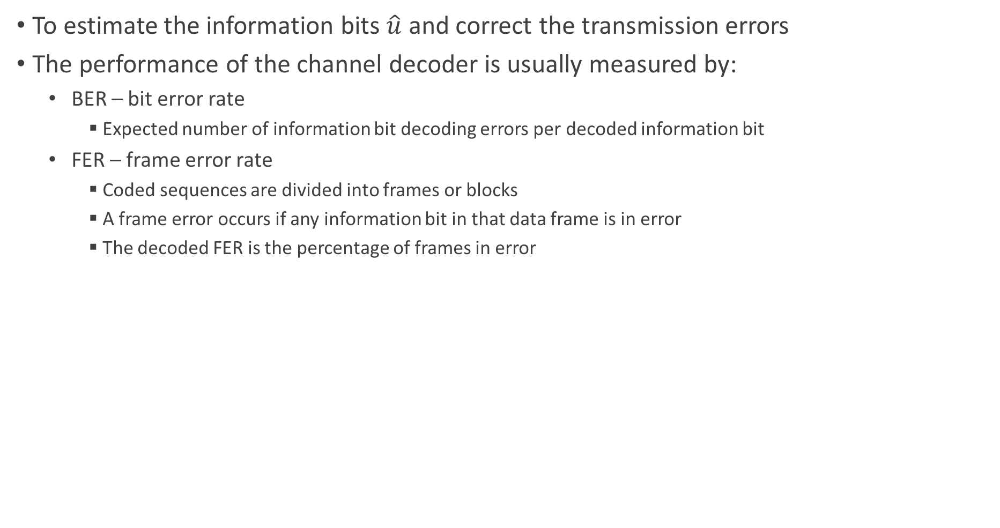 • To estimate the information bits û and correct the transmission errors
• The performance of the channel decoder is usually measured by:
• BER – bit error rate
▪ Expected number of information bit decoding errors per decoded information bit
• FER – frame error rate
▪ Coded sequences are divided into frames or blocks
▪ A frame error occurs if any information bit in that data frame is in error
▪ The decoded FER is the percentage of frames in error